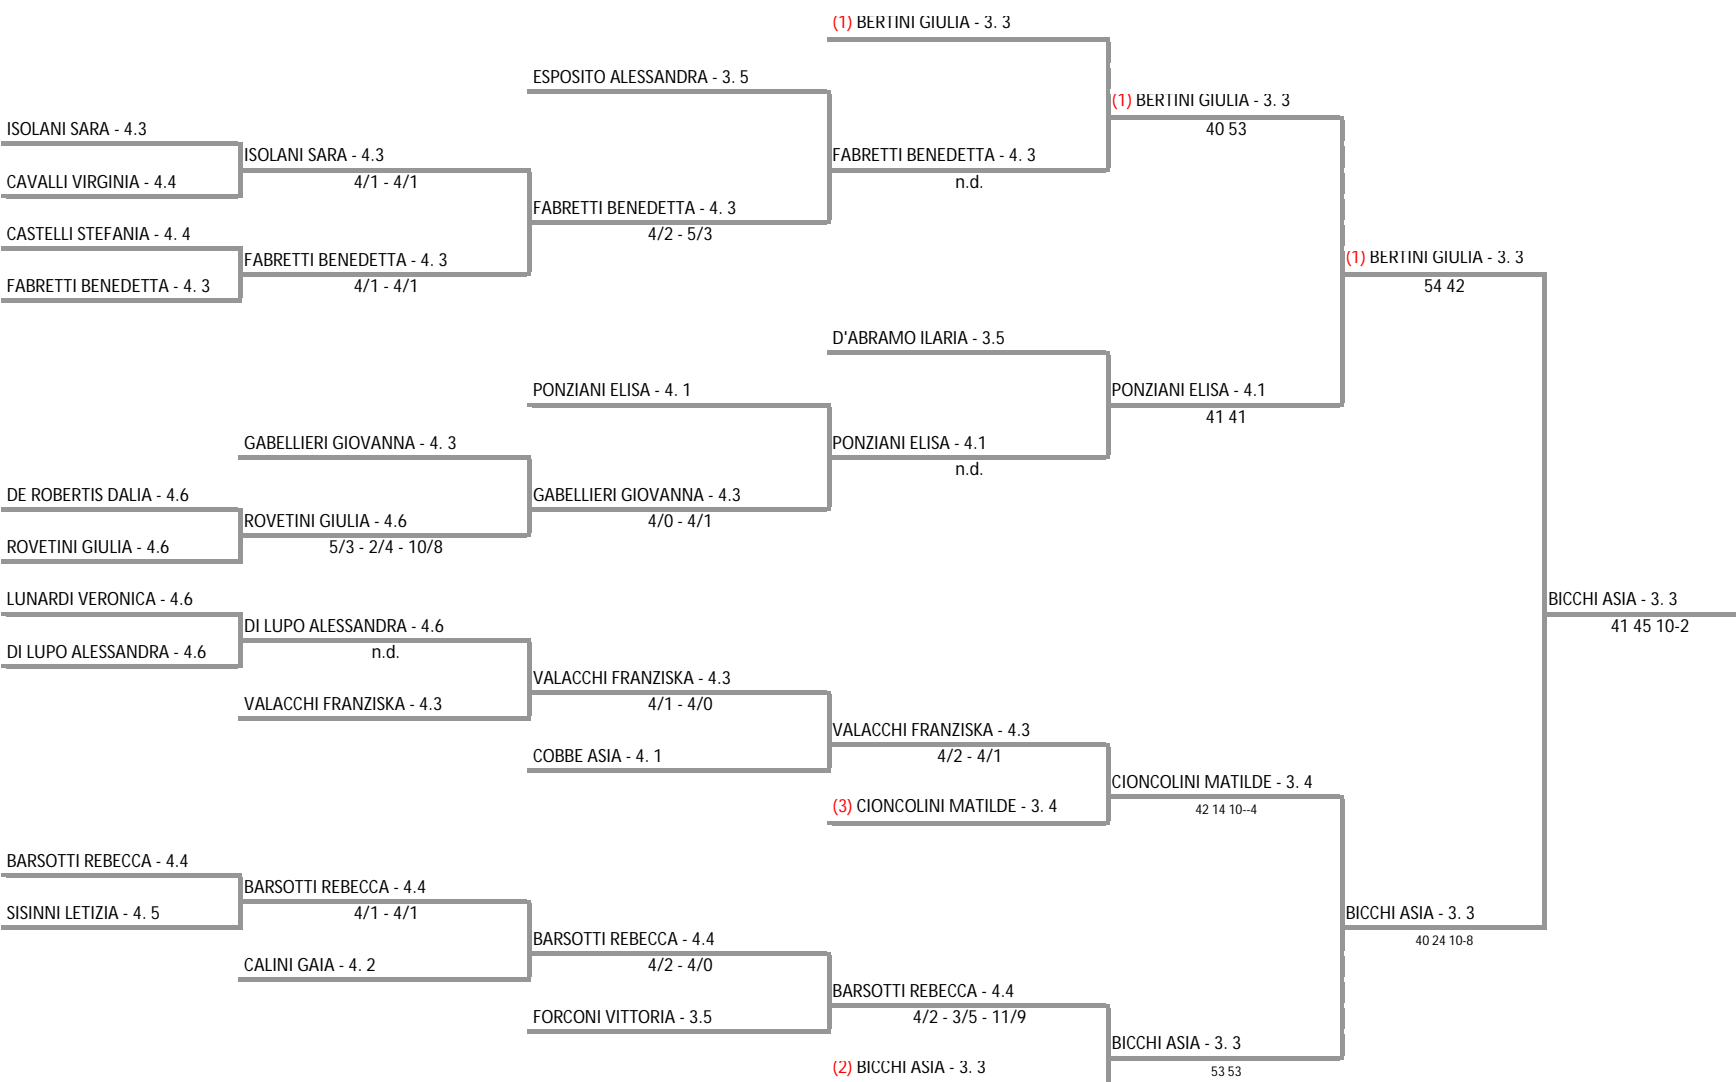 (1) BERTINI GIULIA - 3. 3
ESPOSITO ALESSANDRA - 3. 5
(1) BERTINI GIULIA - 3. 3
40 53
ISOLANI SARA - 4.3
ISOLANI SARA - 4.3
4/1 - 4/1
FABRETTI BENEDETTA - 4. 3
n.d.
CAVALLI VIRGINIA - 4.4
FABRETTI BENEDETTA - 4. 3
4/2 - 5/3
CASTELLI STEFANIA - 4. 4
FABRETTI BENEDETTA - 4. 3
4/1 - 4/1
(1) BERTINI GIULIA - 3. 3
54 42
FABRETTI BENEDETTA - 4. 3
D'ABRAMO ILARIA - 3.5
PONZIANI ELISA - 4. 1
PONZIANI ELISA - 4.1
41 41
GABELLIERI GIOVANNA - 4. 3
PONZIANI ELISA - 4.1
n.d.
DE ROBERTIS DALIA - 4.6
GABELLIERI GIOVANNA - 4.3
4/0 - 4/1
ROVETINI GIULIA - 4.6
5/3 - 2/4 - 10/8
ROVETINI GIULIA - 4.6
LUNARDI VERONICA - 4.6
BICCHI ASIA - 3. 3
41 45 10-2
DI LUPO ALESSANDRA - 4.6
n.d.
DI LUPO ALESSANDRA - 4.6
VALACCHI FRANZISKA - 4.3
4/1 - 4/0
VALACCHI FRANZISKA - 4.3
VALACCHI FRANZISKA - 4.3
4/2 - 4/1
COBBE ASIA - 4. 1
CIONCOLINI MATILDE - 3. 4
42 14 10--4
(3) CIONCOLINI MATILDE - 3. 4
BARSOTTI REBECCA - 4.4
BARSOTTI REBECCA - 4.4
4/1 - 4/1
SISINNI LETIZIA - 4. 5
BICCHI ASIA - 3. 3
40 24 10-8
BARSOTTI REBECCA - 4.4
4/2 - 4/0
CALINI GAIA - 4. 2
BARSOTTI REBECCA - 4.4
4/2 - 3/5 - 11/9
FORCONI VITTORIA - 3.5
BICCHI ASIA - 3. 3
53 53
(2) BICCHI ASIA - 3. 3